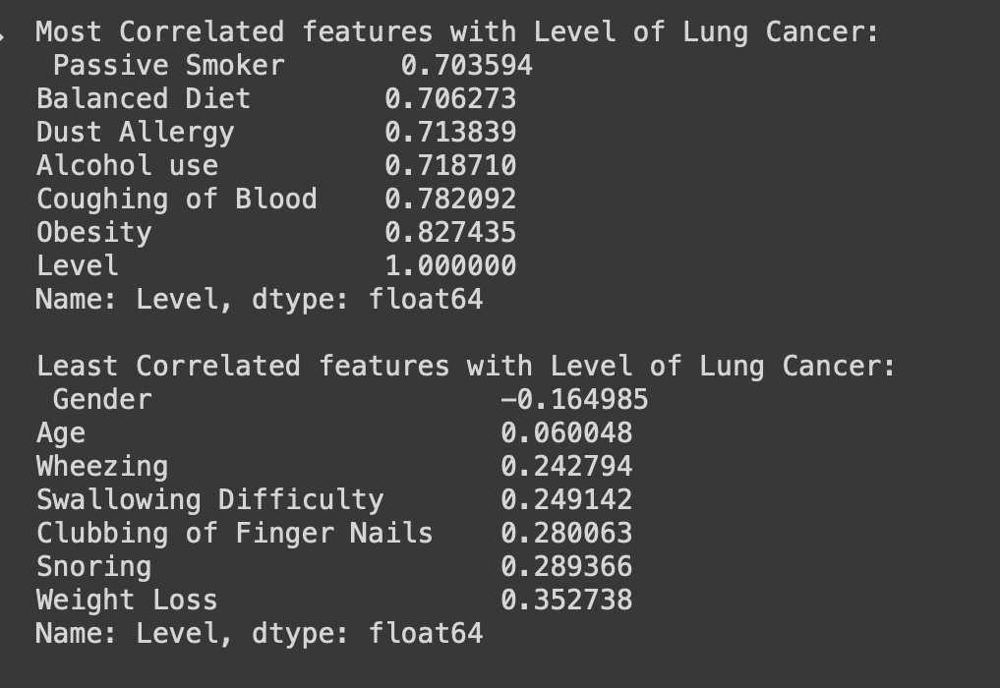 Most Correlated features with Level of Lung Cancer:
 Passive Smoker       0.703594
Balanced Diet        0.706273
Dust Allergy         0.713839
Alcohol use          0.718710
Coughing of Blood    0.782092
Obesity              0.827435
Level                1.000000
Name: Level, dtype: float64

Least Correlated features with Level of Lung Cancer:
 Gender                     -0.164985
Age                         0.060048
Wheezing                    0.242794
Swallowing Difficulty       0.249142
Clubbing of Finger Nails    0.280063
Snoring                     0.289366
Weight Loss                 0.352738
Name: Level, dtype: float64